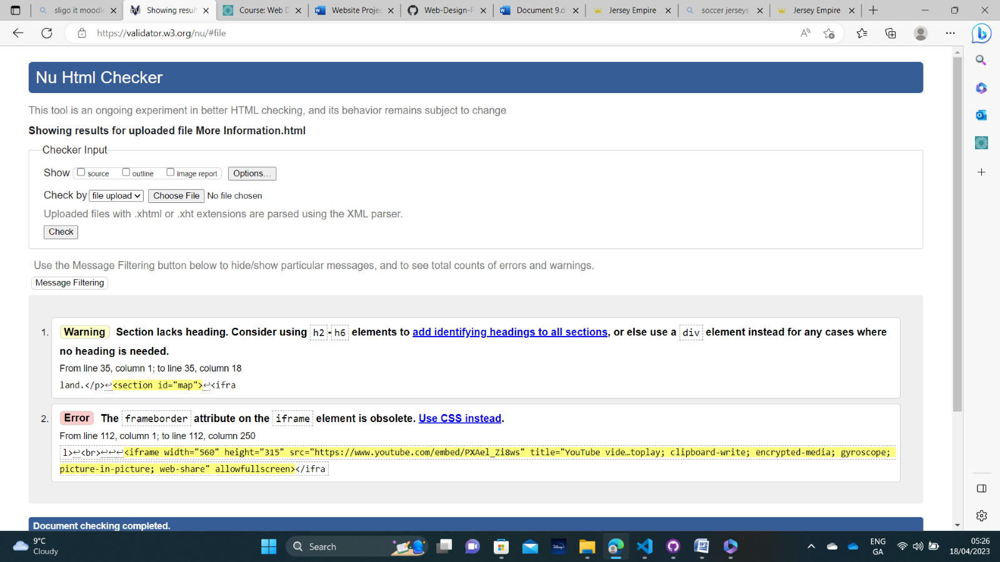 sligo it moodle
Showing result
Course: Web D
Website Projec
Web-Design-P
Document 9.d
Jersey Empire
soccer jerseys
Jersey Empire
https://validator.w3.org/nu/#file
Nu Html Checker
This tool is an ongoing experiment in better HTML checking, and its behavior remains subject to change
Showing results for uploaded file More Information.html
Checker Input
Show source outline image report Options...
Check by file upload Choose File No file chosen
Uploaded files with .xhtml or .xht extensions are parsed using the XML parser.
Check
Use the Message Filtering button below to hide/show particular messages, and to see total counts of errors and warnings.
Message Filtering
1. Warning Section lacks heading. Consider using h2-h6 elements to add identifying headings to all sections, or else use a div element instead for any cases where
no heading is needed.
From line 35, column 1; to line 35, column 18
land.</p>↩<section id="map">↩<ifra
2. Error The frameborder attribute on the iframe element is obsolete. Use CSS instead.
From line 112, column 1; to line 112, column 250
l>↩<br>↩↩↩<iframe width="560" height="315" src="https://www.youtube.com/embed/PXAel_Zi8ws" title="YouTube vide…toplay; clipboard-write; encrypted-media; gyroscope;
picture-in-picture; web-share" allowfullscreen></ifra
Document checking completed.
9°C
Cloudy
Search
Disney+
ENG
GA
05:26
18/04/2023